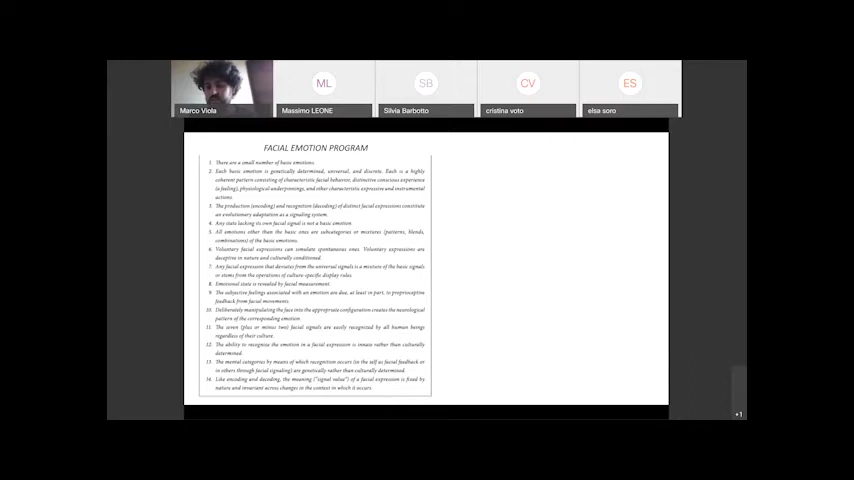 ML
SB
CV
ES
Marco Viola
Massimo LEONE
Silvia Barbotto
cristina voto
elsa soro
FACIAL EMOTION PROGRAM
1. There are a small number of basic emotions.
2. Each basic emotion is genetically determined, universal, and discrete. Each is a highly
coherent pattern consisting of characteristic facial behavior, distinctive conscious experience
(a feeling), physiological underpinnings, and other characteristic expressive and instrumental
actions.
3. The production (encoding) and recognition (decoding) of distinct facial expressions constitute
an evolutionary adaptation as a signaling system.
4. Any state lacking its own facial signal is not a basic emotion.
5. All emotions other than the basic ones are subcategories or mixtures (patterns, blends,
combinations) of the basic emotions.
6. Voluntary facial expressions can simulate spontaneous ones. Voluntary expressions are
deceptive in nature and culturally conditioned.
7. Any facial expression that deviates from the universal signals is a mixture of the basic signals
or stems from the operations of culture-specific display rules.
8. Emotional state is revealed by facial measurement.
9. The subjective feelings associated with an emotion are due, at least in part, to proprioceptive
feedback from facial movements.
10. Deliberately manipulating the face into the appropriate configuration creates the neurological
pattern of the corresponding emotion.
11. The seven (plus or minus two) facial signals are easily recognized by all human beings
regardless of their culture.
12. The ability to recognize the emotion in a facial expression is innate rather than culturally
determined.
13. The mental categories by means of which recognition occurs (in the self as facial feedback or
in others through facial signaling) are genetically rather than culturally determined.
14. Like encoding and decoding, the meaning ("signal value") of a facial expression is fixed by
nature and invariant across changes in the context in which it occurs.
+1